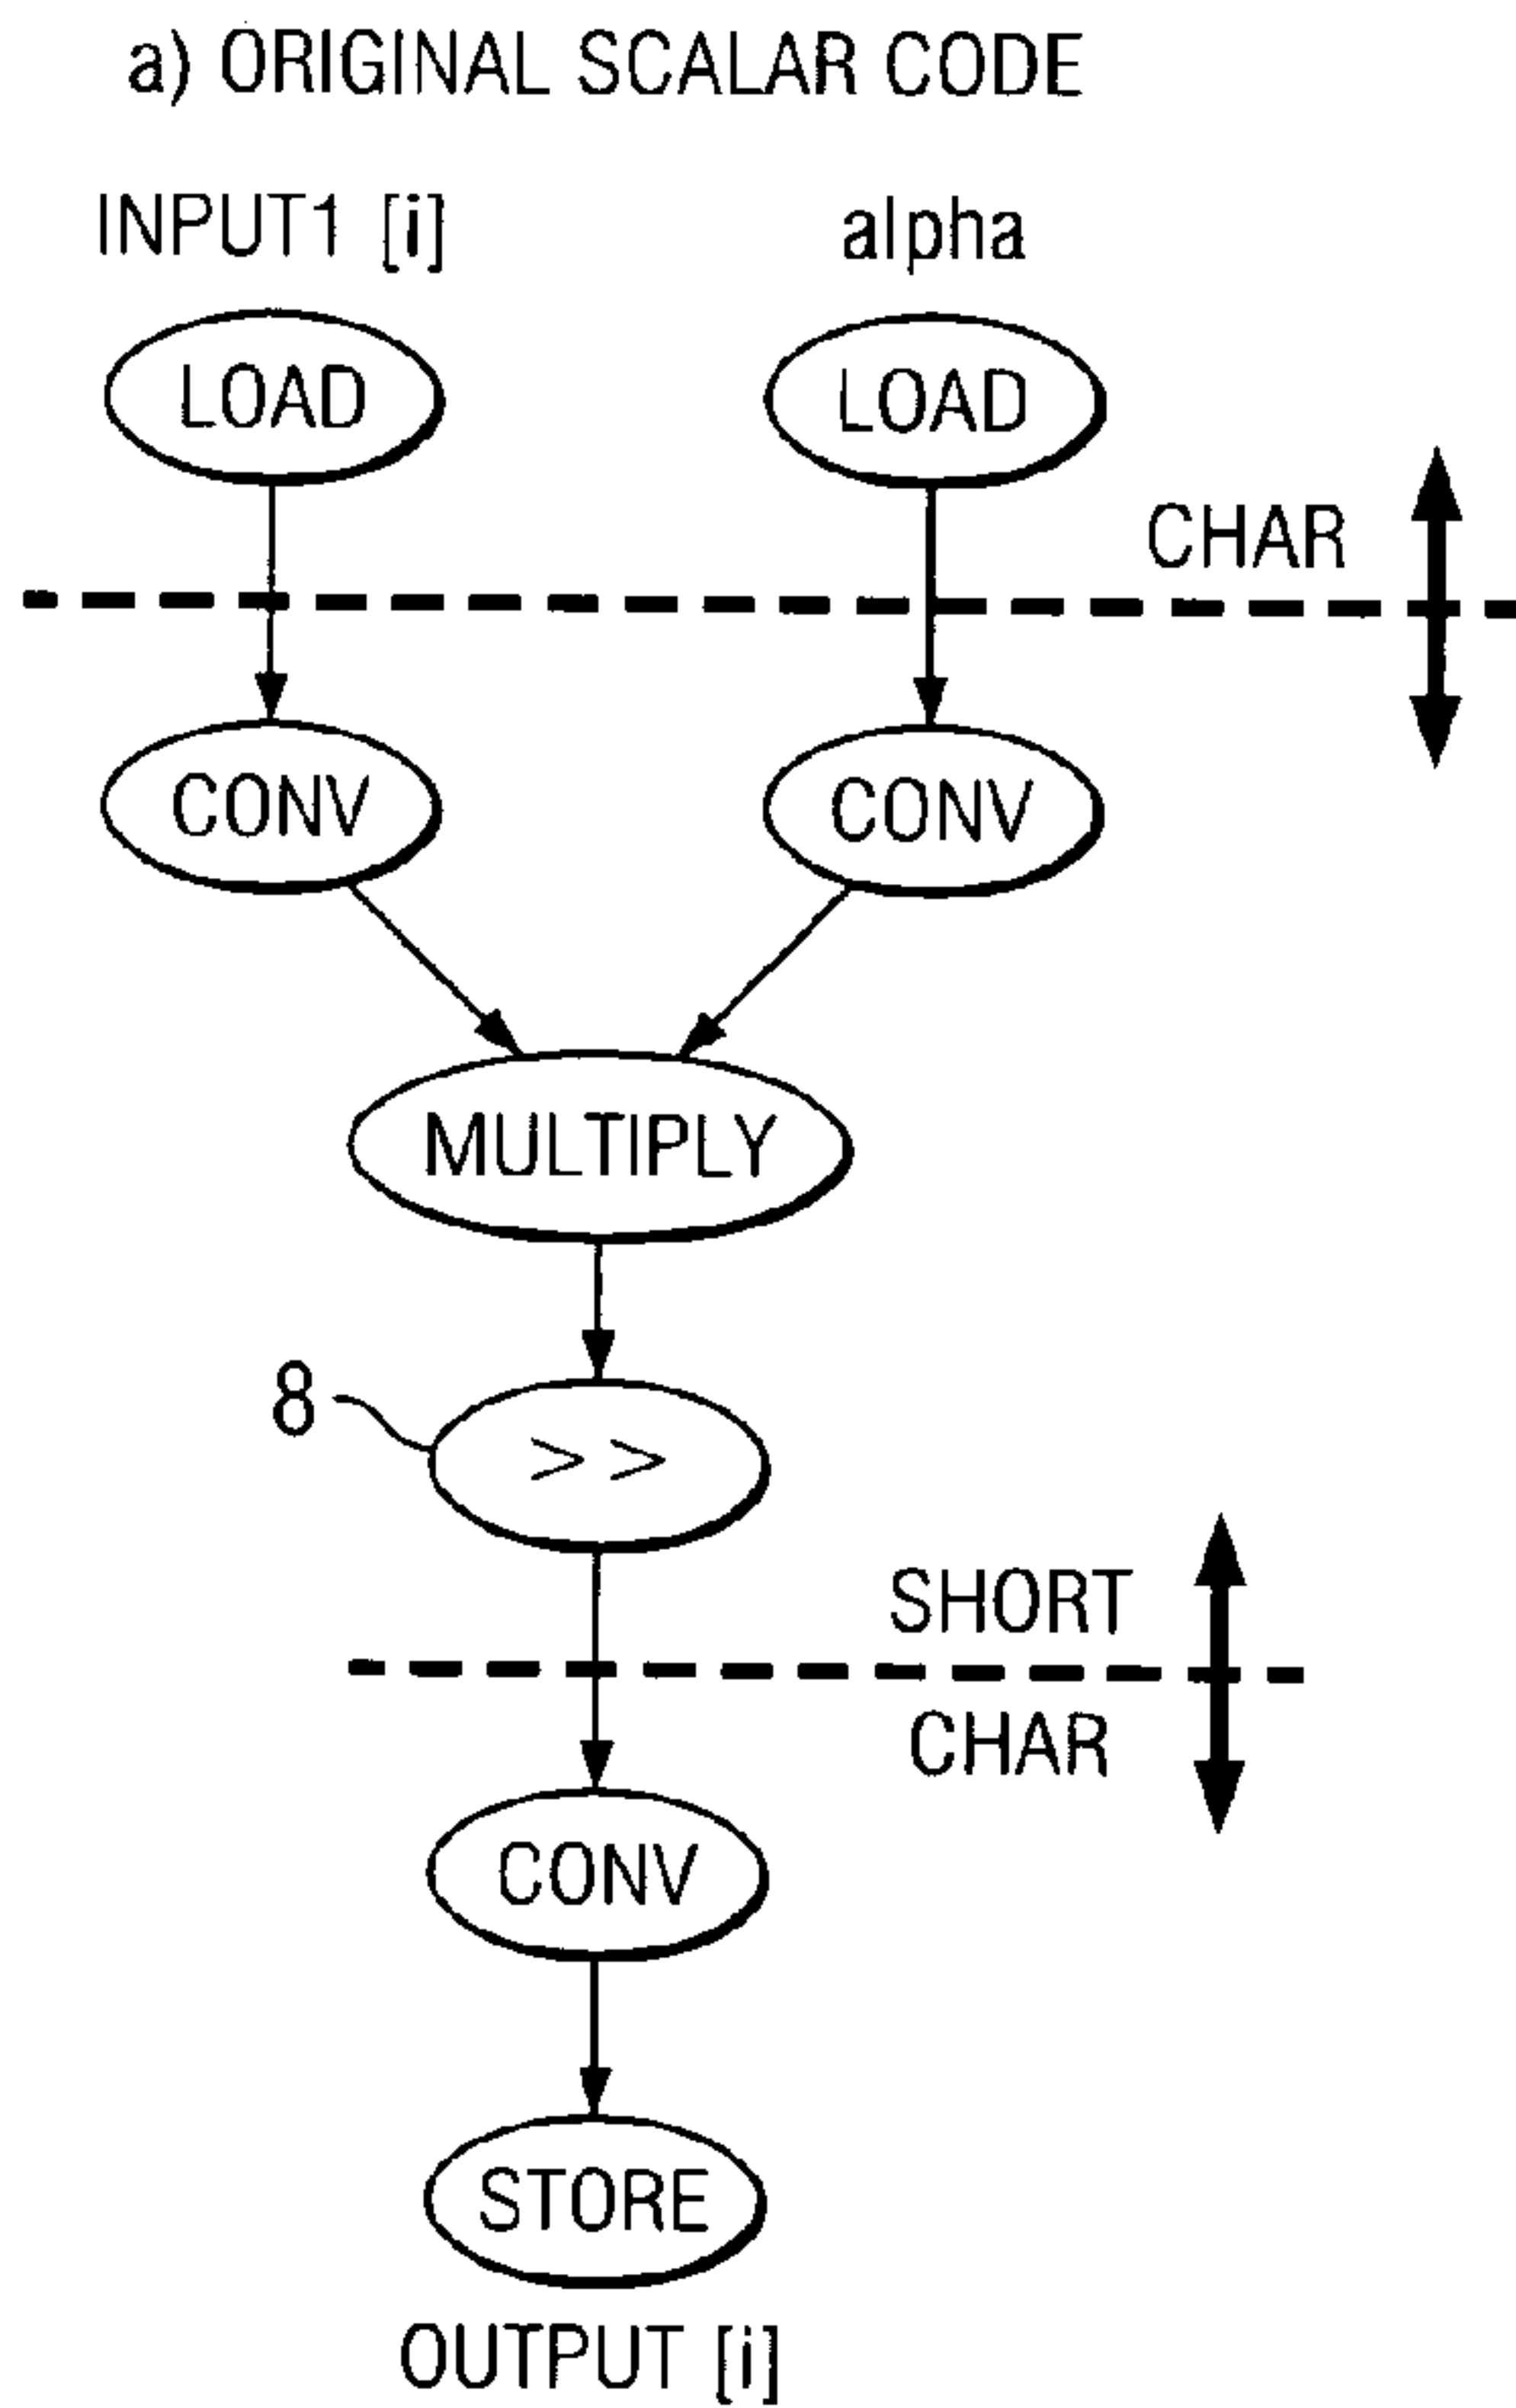 a) ORIGINAL SCALAR CODE
INPUT1 [i] alpha
LOAD LOAD
CHAR
CONV CONV
MULTIPLY
8 >>
SHORT
CHAR
CONV
STORE
OUTPUT [i]